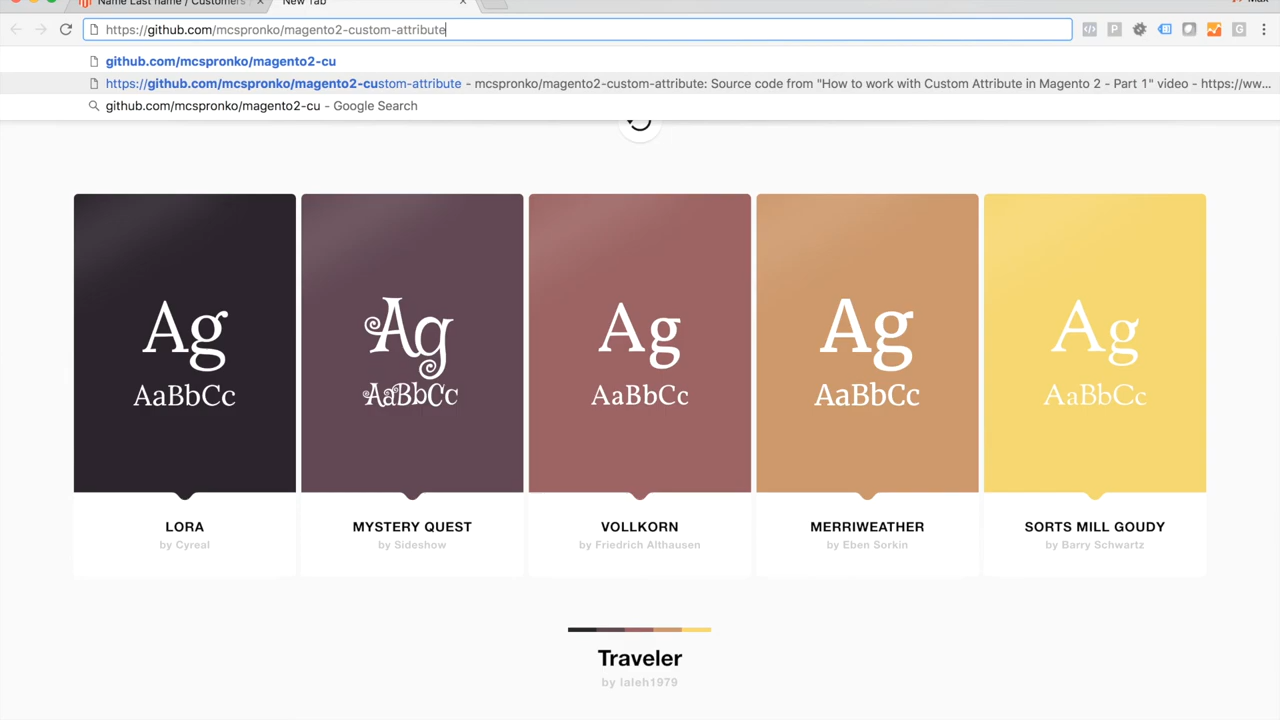 Name Last name / Customers
New Tab
Max
https://github.com/mcspronko/magento2-custom-attribute
github.com/mcspronko/magento2-cu
https://github.com/mcspronko/magento2-custom-attribute - mcspronko/magento2-custom-attribute: Source code from "How to work with Custom Attribute in Magento 2 - Part 1" video - https://ww...
github.com/mcspronko/magento2-cu - Google Search
Ag Ag Ag Ag Ag
AaBbCc AaBbCc AaBbCc AaBbCc AaBbCc
LORA MYSTERY QUEST VOLLKORN MERRIWEATHER SORTS MILL GOUDY
by Cyreal by Sideshow by Friedrich Althausen by Eben Sorkin by Barry Schwartz
Traveler
by laleh1979